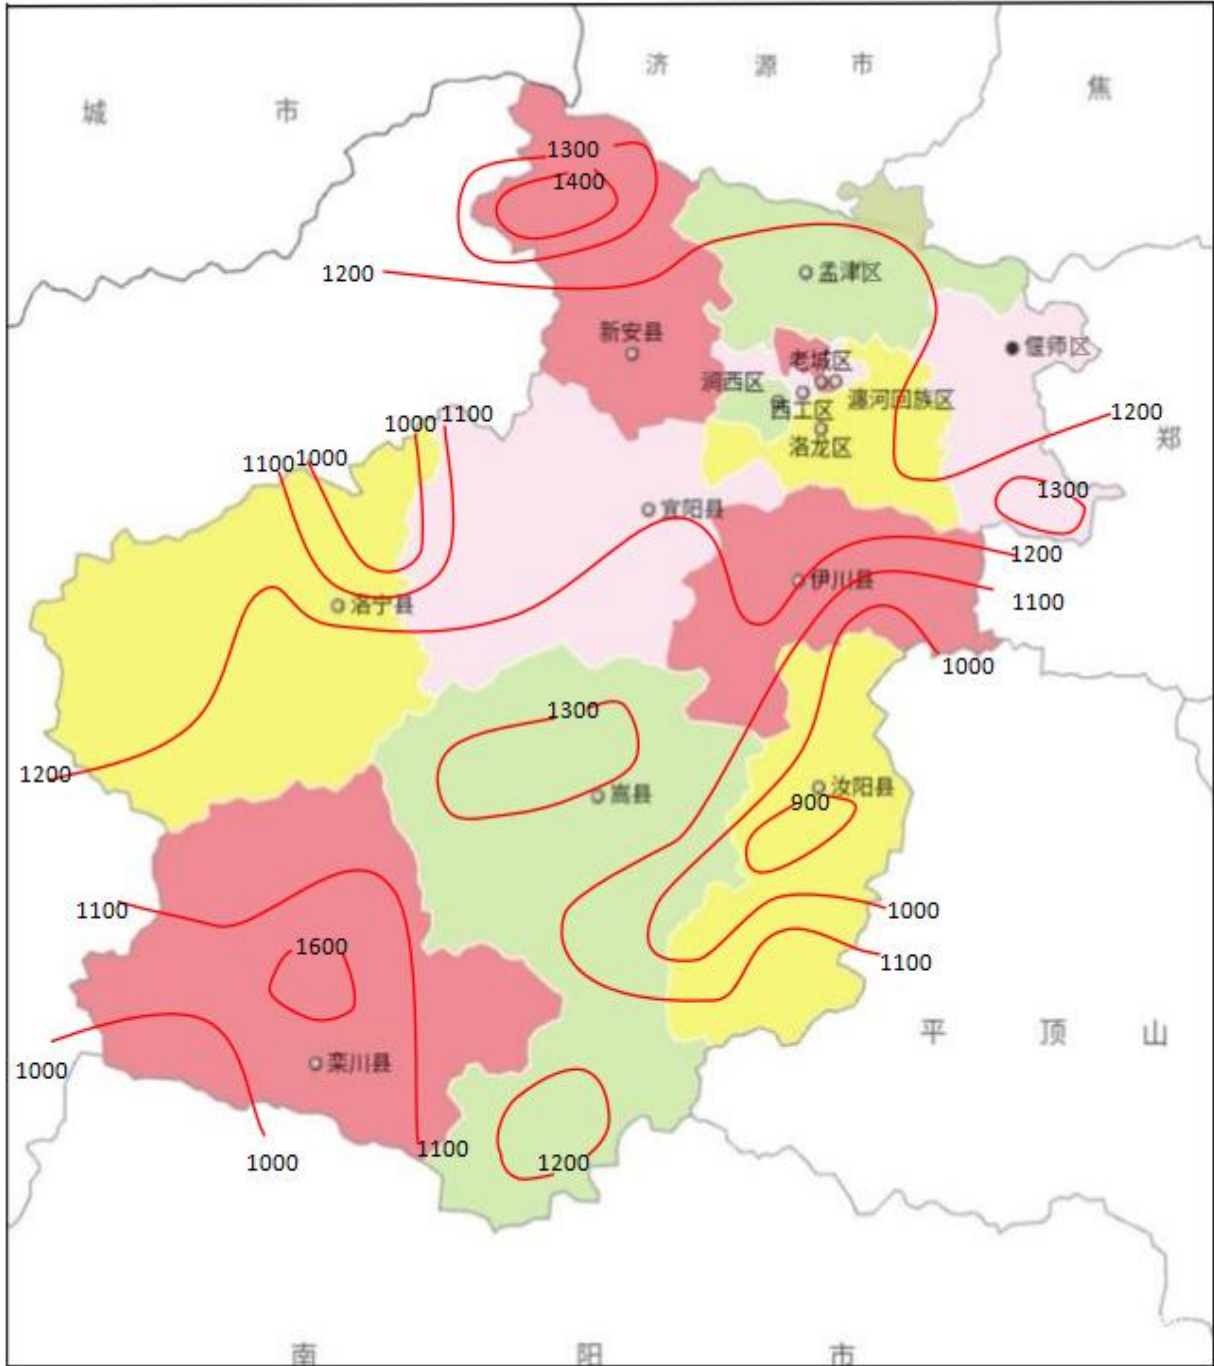 济 源 市
焦
城 市
1300
1400
1200
孟津区
新安县
偃师区
老城区
涧西区
瀍河回族区
西工区
1200
1000
1100
郑
洛龙区
1100
1000
1300
宜阳县
1200
伊川县
1100
洛宁县
1000
1300
1200
嵩县
汝阳县
900
1100
1000
1600
1100
平 顶 山
栾川县
1000
1100
1000
1200
南 阳 市